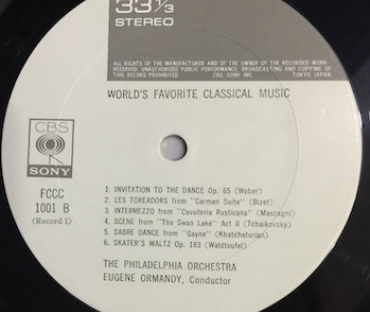 33 1/3
STEREO
ALL RIGHTS OF THE MANUFACTURER AND OF THE OWNER OF THE RECORDED WORK
RESERVED. UNAUTHORIZED PUBLIC PERFORMANCE, BROADCASTING AND COPYING OF
THIS RECORD PROHIBITED CBS SONY INC TOKYO JAPAN
WORLD'S FAVORITE CLASSICAL MUSIC
CBS
SONY
FCCC
1001 B
(Record 1)
1. INVITATION TO THE DANCE Op. 65 (Weber)
2. LES TOREADORS from "Carmen Suite" (Bizet)
3. INTERMEZZO from "Cavalleria Rusticana" (Mascagni)
4. SCENE from "The Swan Lake" Act II (Tchaikovsky)
5. SABRE DANCE from "Gayne" (Khatchaturian)
6. SKATER'S WALTZ Op. 183 (Waldteufel)
THE PHILADELPHIA ORCHESTRA
EUGENE ORMANDY, Conductor